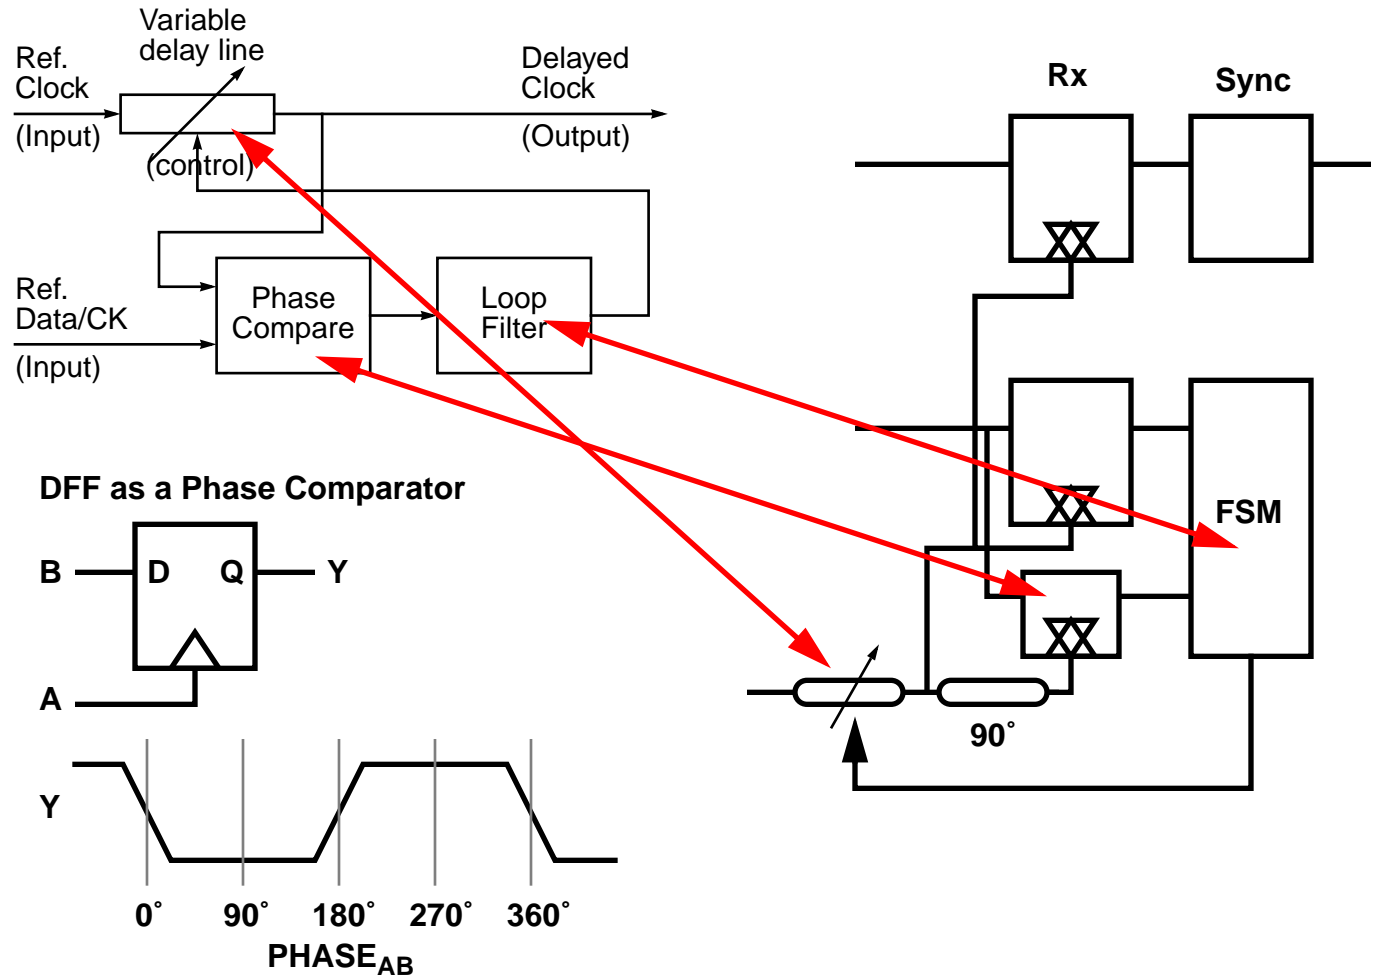 Variable
delay line
Ref.
Clock
(Input)
(control)
Delayed
Clock
(Output)
Ref.
Data/CK
(Input)
Phase
Compare
Loop
Filter
Rx
Sync
FSM
90°
DFF as a Phase Comparator
B
D
Q
Y
A
Y
0° 90° 180° 270° 360°
PHASE_AB